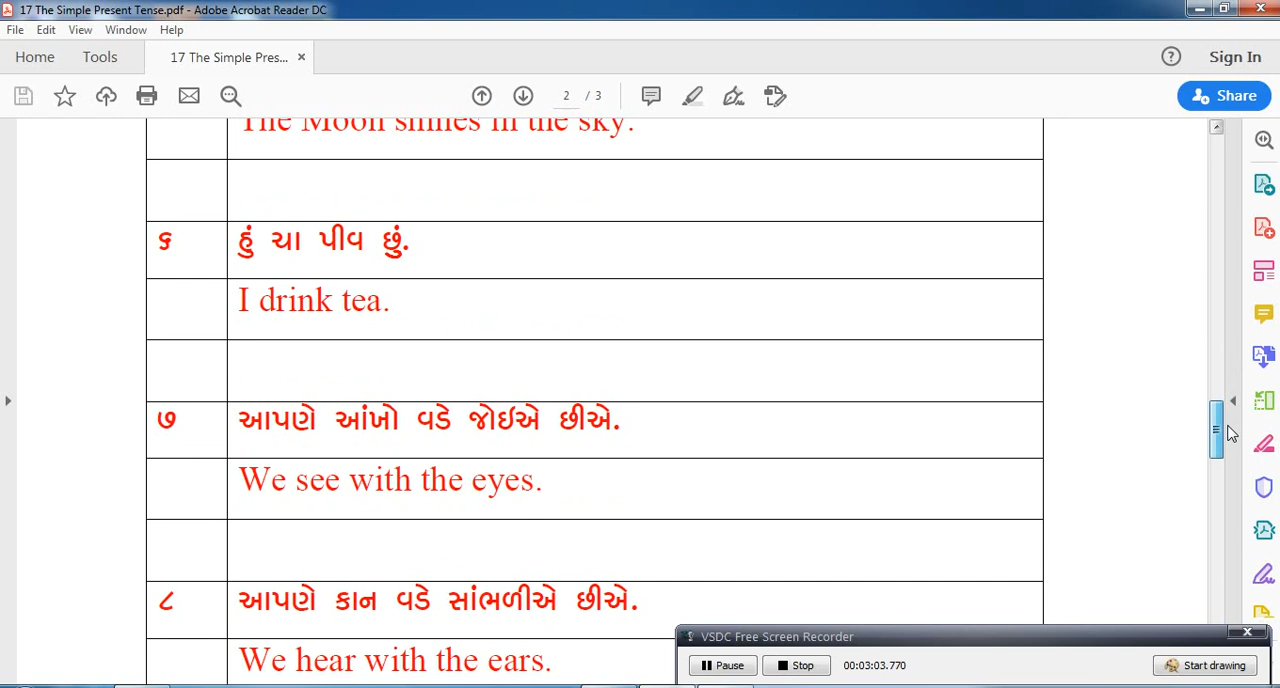 17 The Simple Present Tense.pdf - Adobe Acrobat Reader DC
File Edit View Window Help
Home Tools 17 The Simple Pres... × Sign In
2 / 3 Share
The Moon shines in the sky.
૬ હું ચા પીવ છું.
I drink tea.
૭ આપણે આંખો વડે જોઈએ છીએ.
We see with the eyes.
૮ આપણે કાન વડે સાંભળીએ છીએ.
We hear with the ears.
VSDC Free Screen Recorder
Pause Stop 00:03:03.770 Start drawing